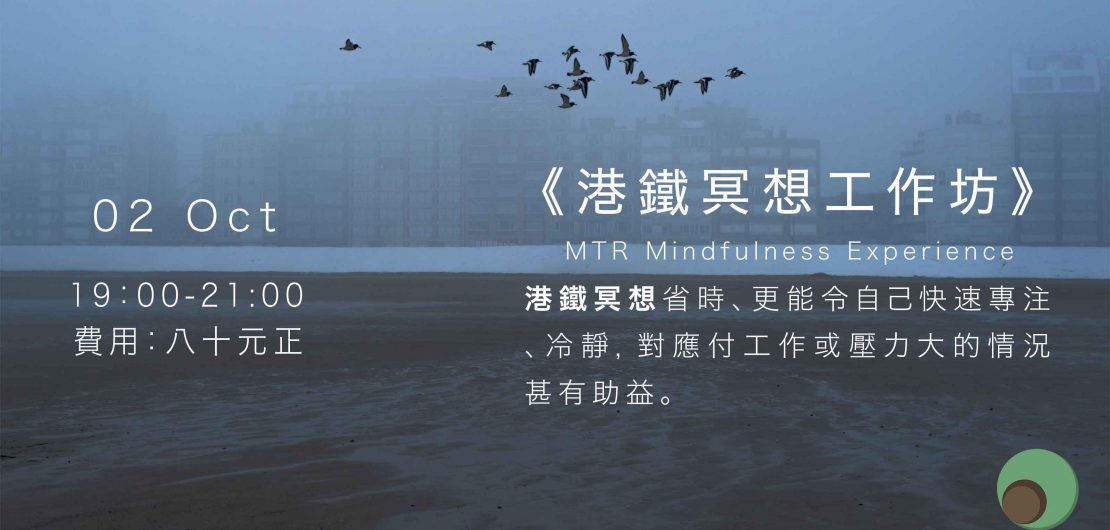 02 Oct
19:00-21:00
費用：八十元正
《港鐵冥想工作坊》
MTR Mindfulness Experience
港鐵冥想省時、更能令自己快速專注
、冷靜, 對應付工作或壓力大的情況
甚有助益。